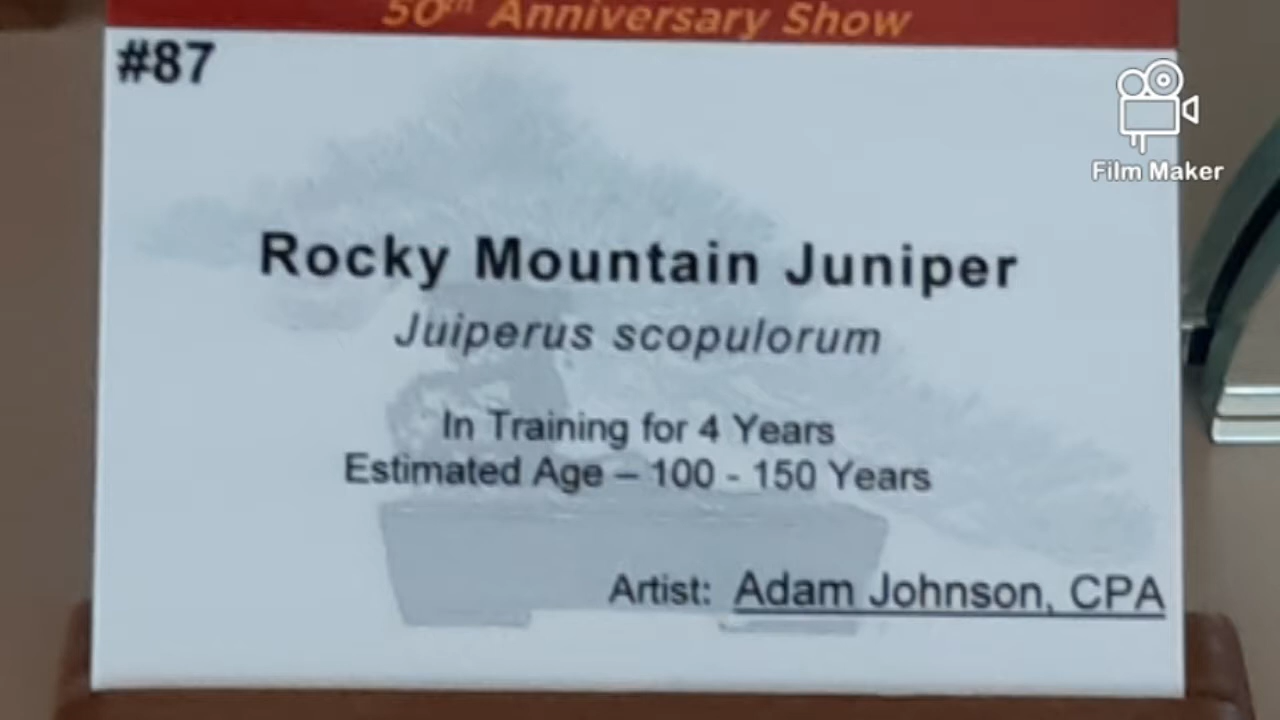 50th Anniversary Show
#87
Film Maker
Rocky Mountain Juniper
Juiperus scopulorum
In Training for 4 Years
Estimated Age – 100 - 150 Years
Artist: Adam Johnson, CPA